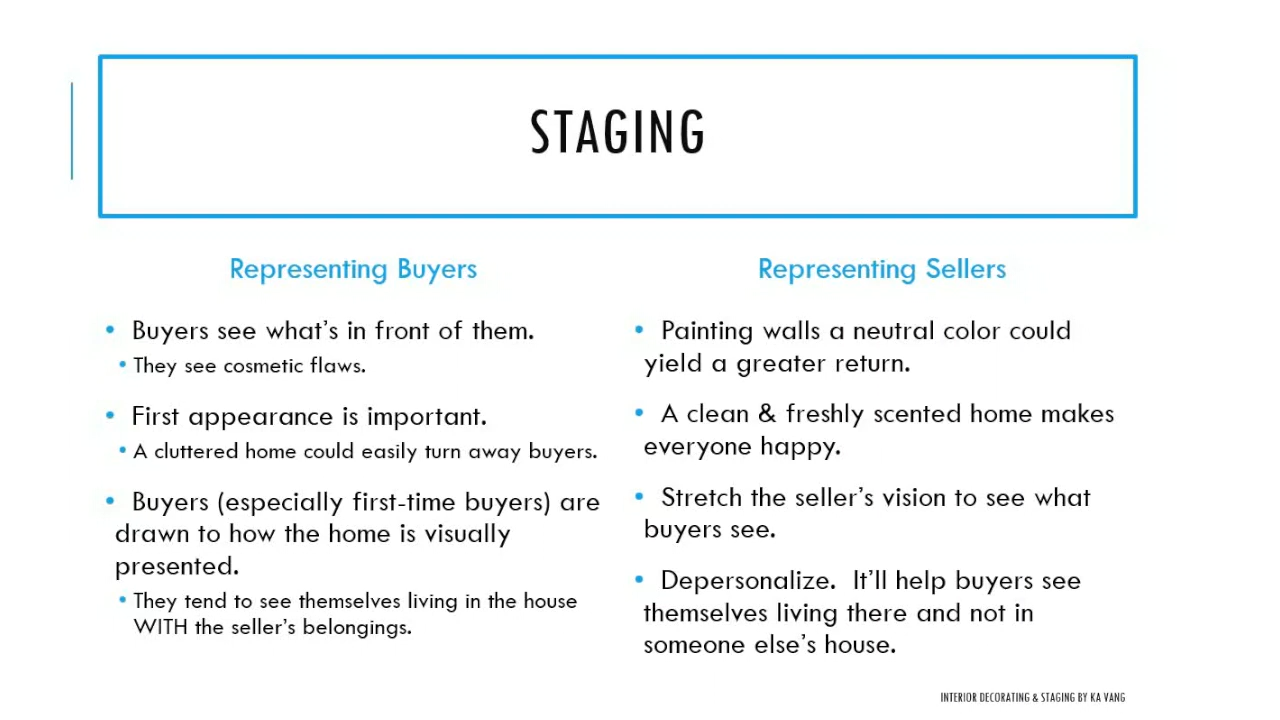 STAGING
Representing Buyers
• Buyers see what's in front of them.
• They see cosmetic flaws.
• First appearance is important.
• A cluttered home could easily turn away buyers.
• Buyers (especially first-time buyers) are
drawn to how the home is visually
presented.
• They tend to see themselves living in the house
WITH the seller's belongings.
Representing Sellers
• Painting walls a neutral color could
yield a greater return.
• A clean & freshly scented home makes
everyone happy.
• Stretch the seller's vision to see what
buyers see.
• Depersonalize. It'll help buyers see
themselves living there and not in
someone else's house.
INTERIOR DECORATING & STAGING BY KA VANG